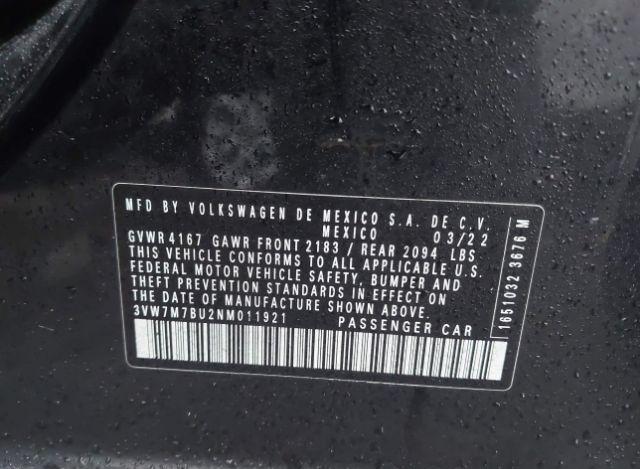 MFD BY VOLKSWAGEN DE MEXICO S.A. DE C.V.
MEXICO 03/22
GVWR 4167 GAWR FRONT 2183 / REAR 2094 LBS
THIS VEHICLE CONFORMS TO ALL APPLICABLE U.S.
FEDERAL MOTOR VEHICLE SAFETY, BUMPER AND
THEFT PREVENTION STANDARDS IN EFFECT ON
THE DATE OF MANUFACTURE SHOWN ABOVE.
3VW7M7BU2NM011921 PASSENGER CAR
1651032 3676 M